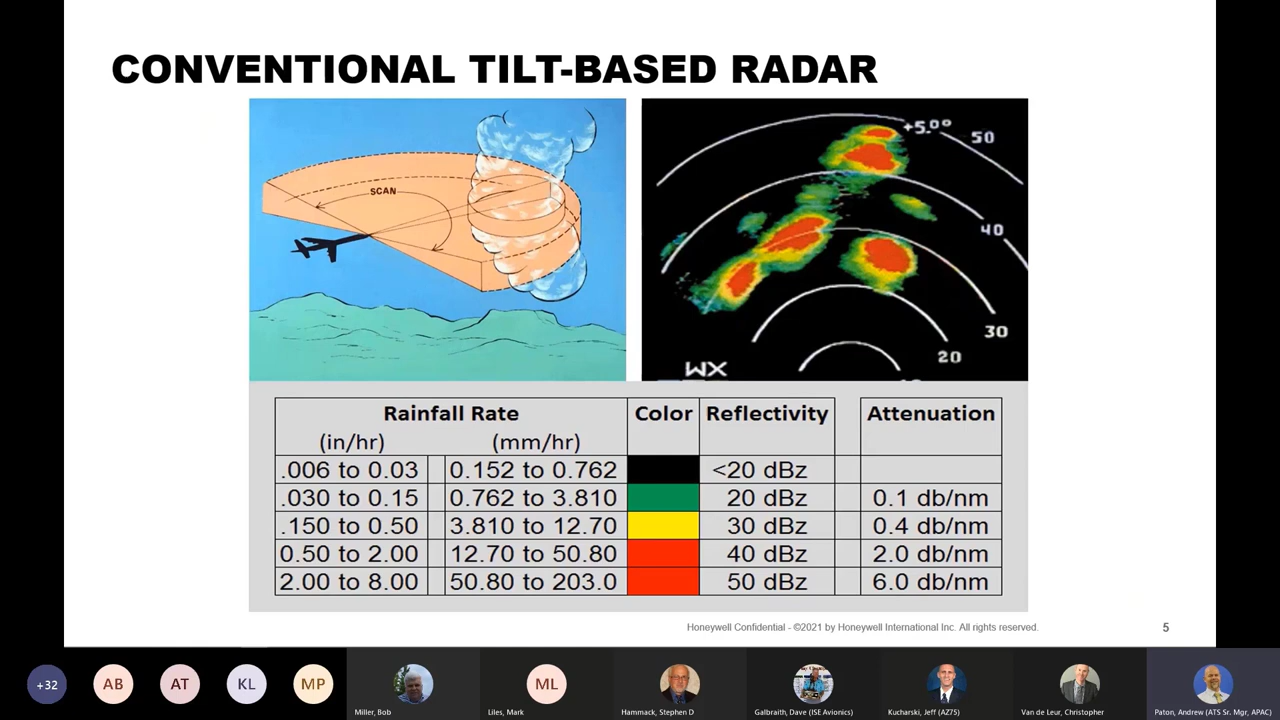 CONVENTIONAL TILT-BASED RADAR
SCAN
+5.0°
50
40
30
20
WX
Rainfall Rate Color Reflectivity Attenuation
(in/hr) (mm/hr)
.006 to 0.03 0.152 to 0.762 <20 dBz
.030 to 0.15 0.762 to 3.810 20 dBz 0.1 db/nm
.150 to 0.50 3.810 to 12.70 30 dBz 0.4 db/nm
0.50 to 2.00 12.70 to 50.80 40 dBz 2.0 db/nm
2.00 to 8.00 50.80 to 203.0 50 dBz 6.0 db/nm
Honeywell Confidential - ©2021 by Honeywell International Inc. All rights reserved.
5
+32 AB AT KL MP ML
Miller, Bob
Liles, Mark
Hammack, Stephen D
Galbraith, Dave (ISE Avionics)
Kucharski, Jeff (AZ75)
Van de Leur, Christopher
Paton, Andrew (ATS Sr. Mgr, APAC)